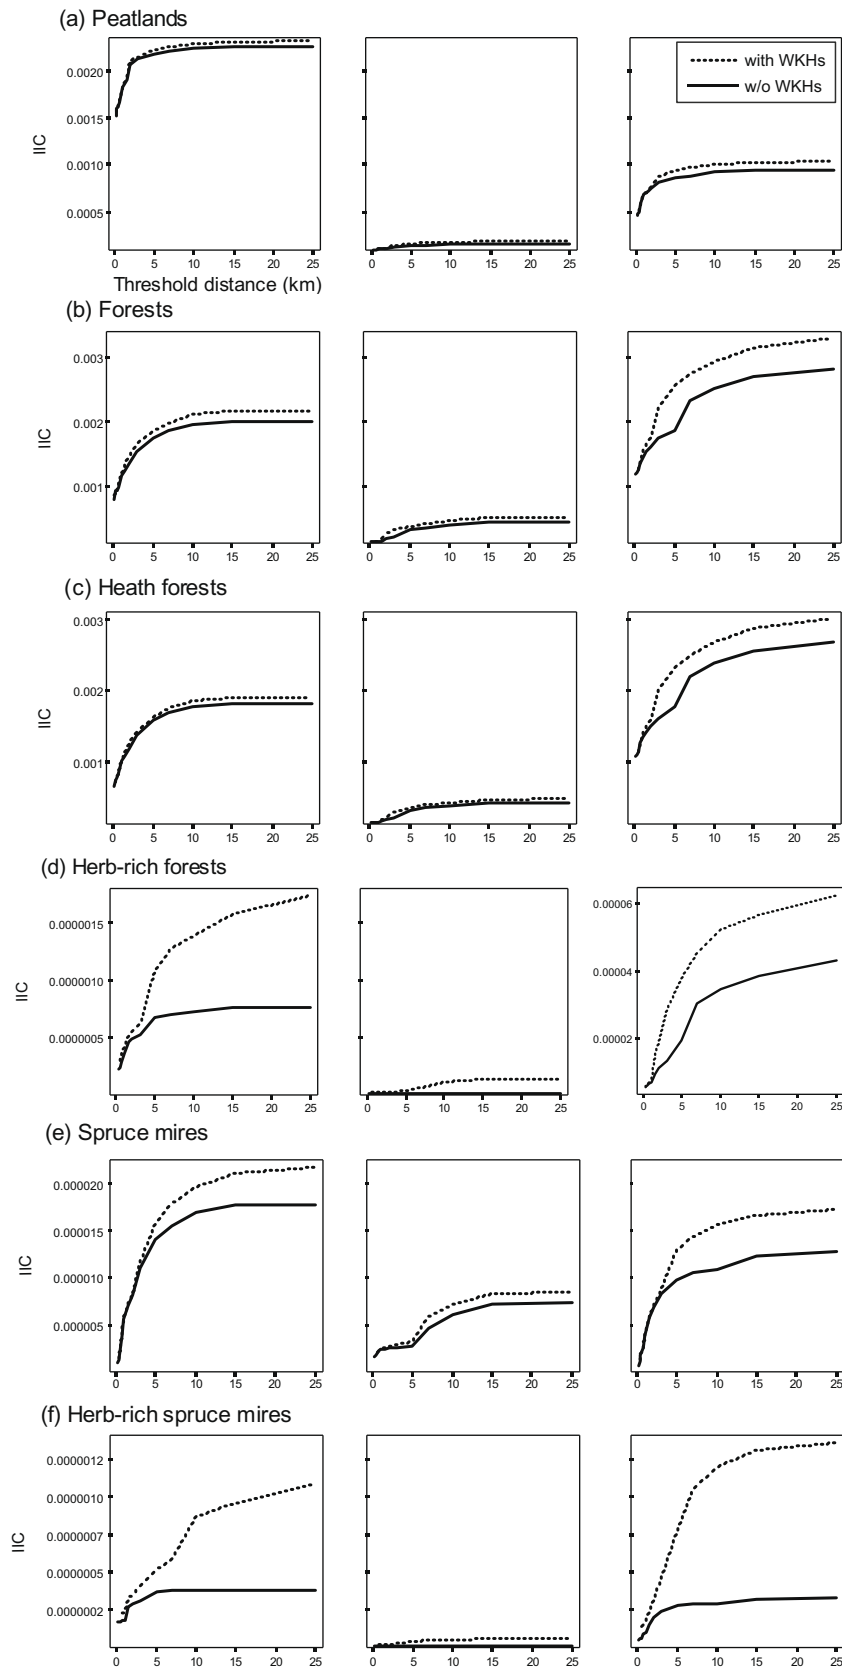 (a) Peatlands
with WKHs
w/o WKHs
0.0020
0.0015
0.0010
0.0005
IIC
0 5 10 15 20 25
0 5 10 15 20 25
0 5 10 15 20 25
Threshold distance (km)
(b) Forests
0.003
0.002
0.001
IIC
0 5 10 15 20 25
0 5 10 15 20 25
0 5 10 15 20 25
(c) Heath forests
0.003
0.002
0.001
IIC
0 5 10 15 20 25
0 5 10 15 20 25
0 5 10 15 20 25
(d) Herb-rich forests
0.0000015
0.0000010
0.0000005
IIC
0.00006
0.00004
0.00002
0 5 10 15 20 25
0 5 10 15 20 25
0 5 10 15 20 25
(e) Spruce mires
0.000020
0.000015
0.000010
0.000005
IIC
0 5 10 15 20 25
0 5 10 15 20 25
0 5 10 15 20 25
(f) Herb-rich spruce mires
0.0000012
0.0000010
0.0000007
0.0000005
0.0000002
IIC
0 5 10 15 20 25
0 5 10 15 20 25
0 5 10 15 20 25